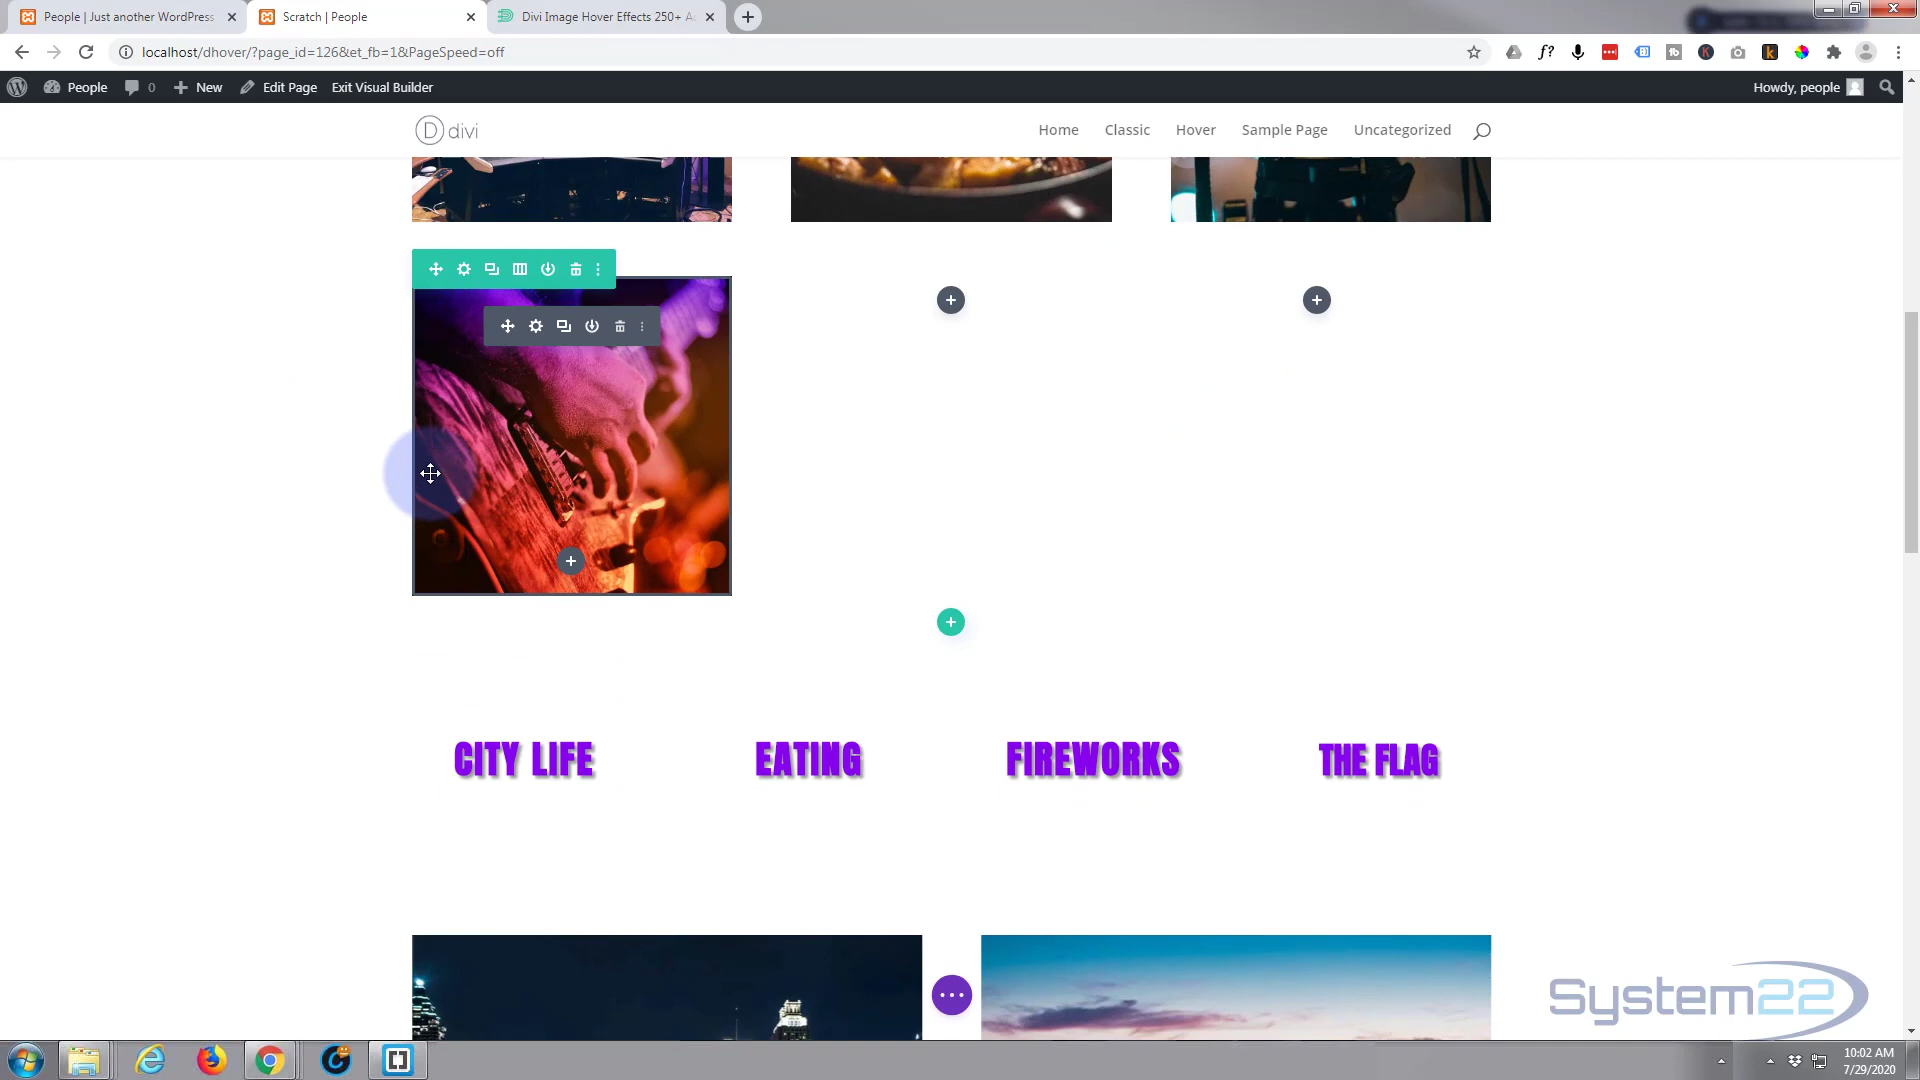 People | Just another WordPress
Scratch | People
Divi Image Hover Effects 250+ A
localhost/dhover/?page_id=126&et_fb=1&PageSpeed=off
People
0
New
Edit Page
Exit Visual Builder
Howdy, people
D divi
Home
Classic
Hover
Sample Page
Uncategorized
CITY LIFE
EATING
FIREWORKS
THE FLAG
System22
10:02 AM
7/29/2020